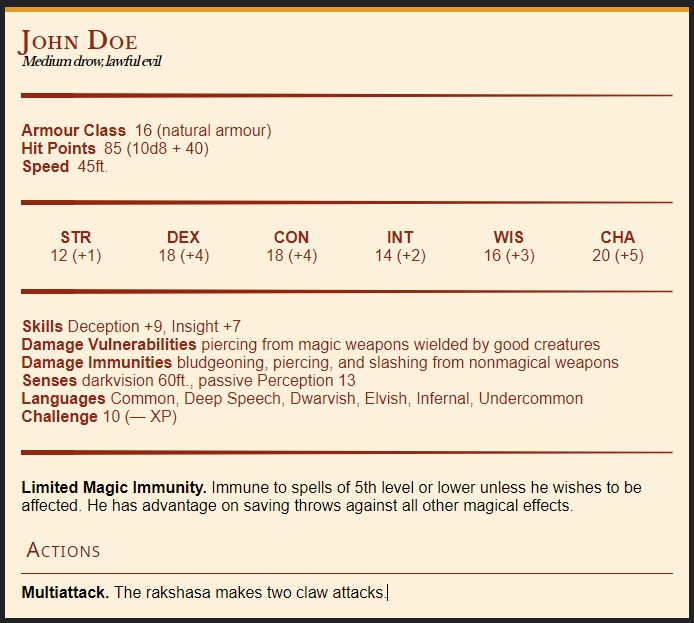 John Doe
Medium drow, lawful evil
Armour Class 16 (natural armour)
Hit Points 85 (10d8 + 40)
Speed 45ft.
STR DEX CON INT WIS CHA
12 (+1) 18 (+4) 18 (+4) 14 (+2) 16 (+3) 20 (+5)
Skills Deception +9, Insight +7
Damage Vulnerabilities piercing from magic weapons wielded by good creatures
Damage Immunities bludgeoning, piercing, and slashing from nonmagical weapons
Senses darkvision 60ft., passive Perception 13
Languages Common, Deep Speech, Dwarvish, Elvish, Infernal, Undercommon
Challenge 10 (— XP)
Limited Magic Immunity. Immune to spells of 5th level or lower unless he wishes to be
affected. He has advantage on saving throws against all other magical effects.
Actions
Multiattack. The rakshasa makes two claw attacks.